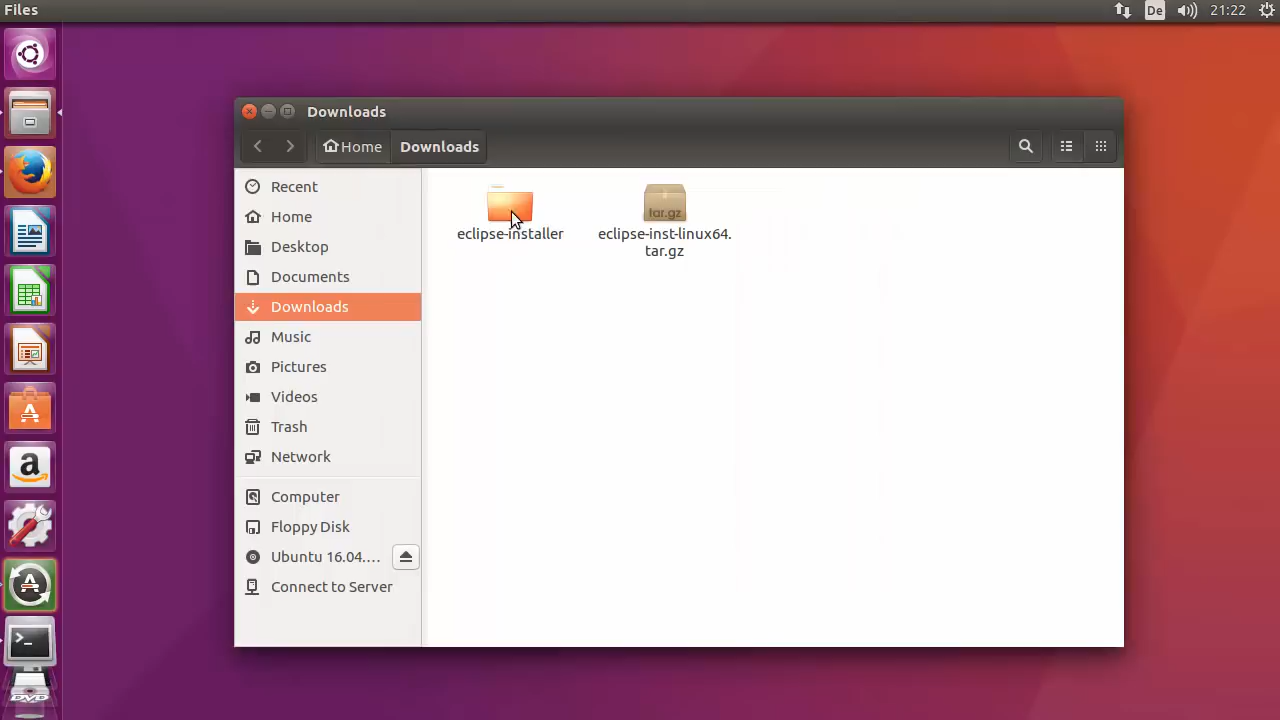 Files
De
21:22
Downloads
Home
Downloads
Recent
Home
Desktop
Documents
Downloads
Music
Pictures
Videos
Trash
Network
Computer
Floppy Disk
Ubuntu 16.04....
Connect to Server
eclipse-installer
tar.gz
eclipse-inst-linux64.
tar.gz
a
>_
DVD